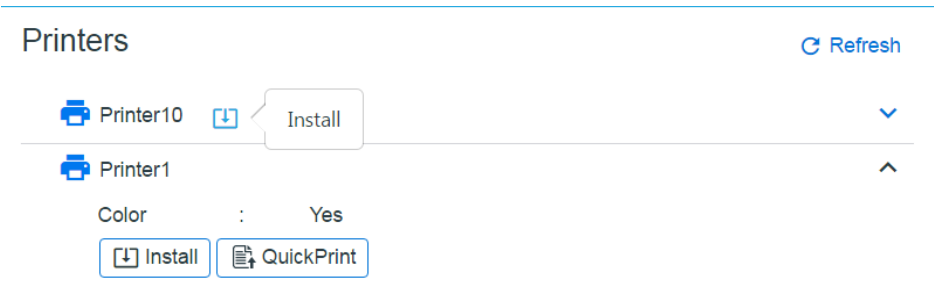 Printers
Refresh
Printer10
Install
Printer1
Color : Yes
Install QuickPrint